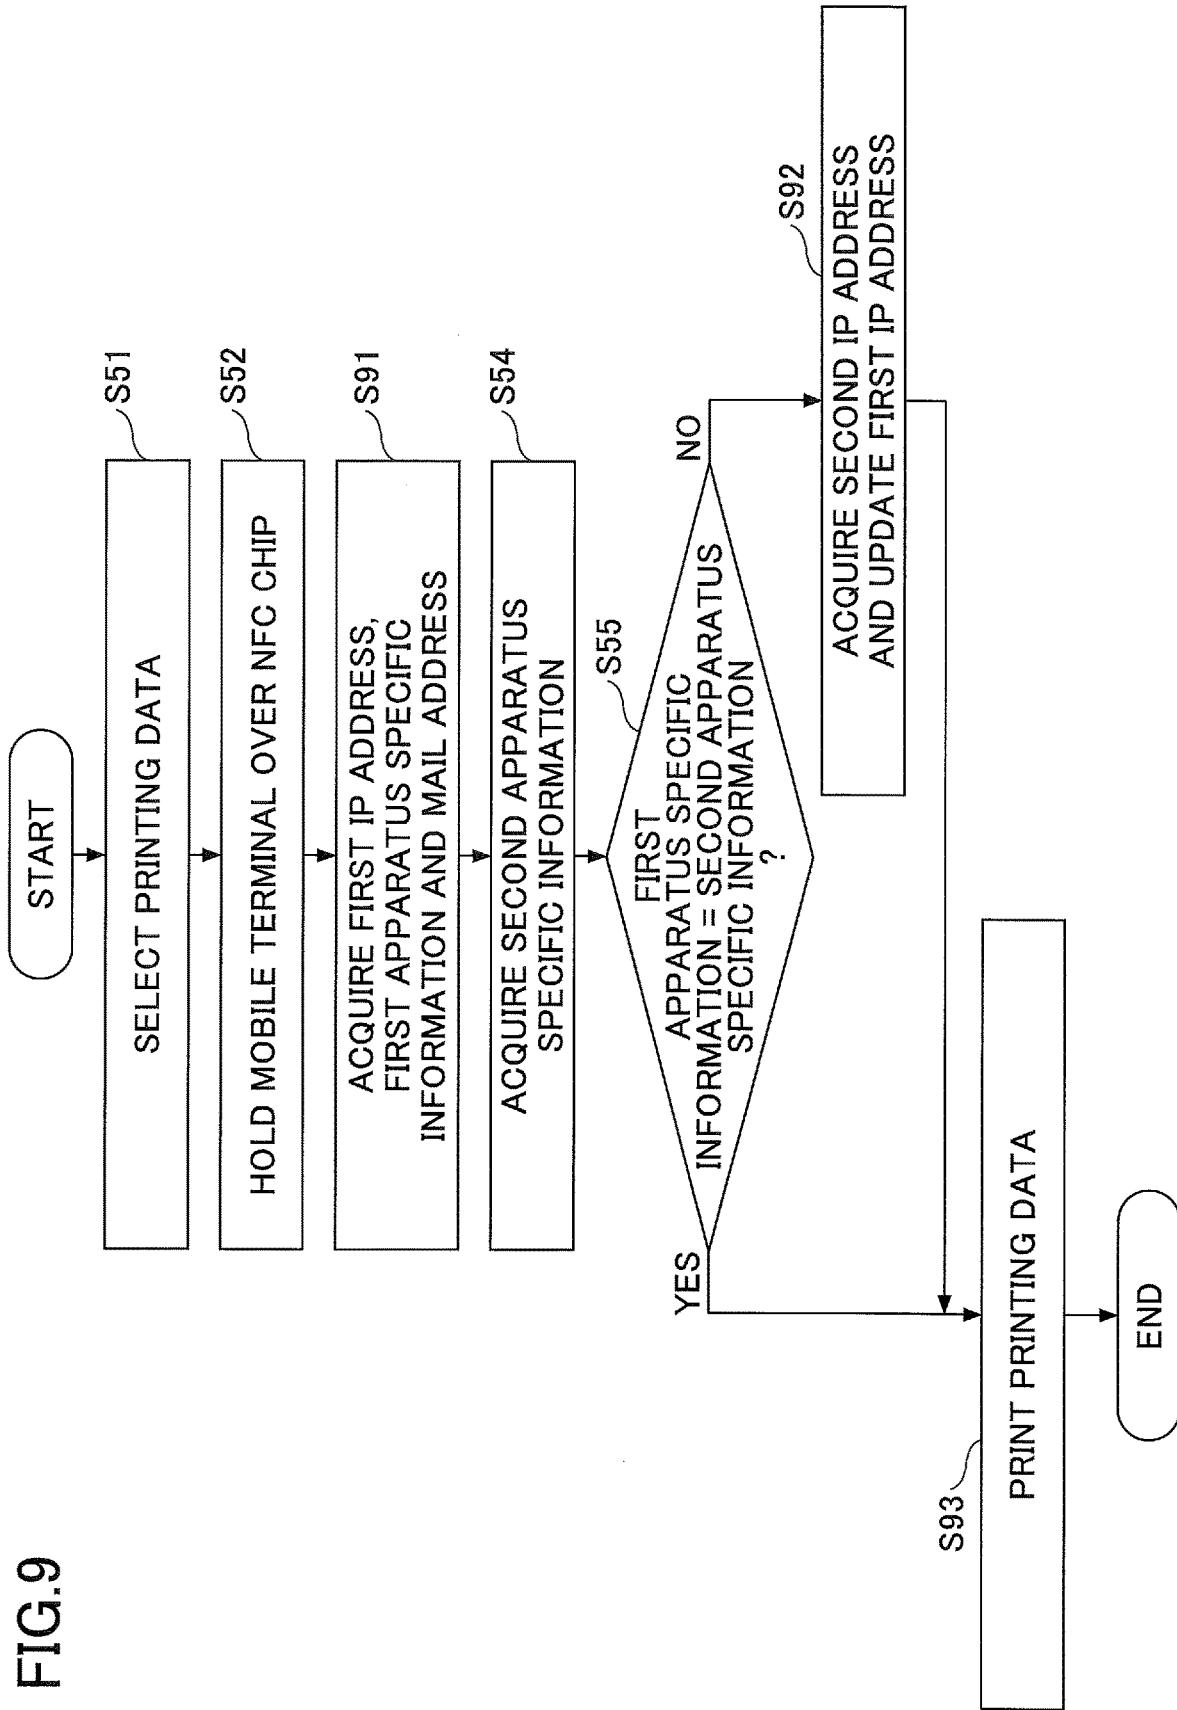 FIG.9
START
S51
SELECT PRINTING DATA
S52
HOLD MOBILE TERMINAL OVER NFC CHIP
S91
ACQUIRE FIRST IP ADDRESS,
FIRST APPARATUS SPECIFIC
INFORMATION AND MAIL ADDRESS
S54
ACQUIRE SECOND APPARATUS
SPECIFIC INFORMATION
S55
FIRST
APPARATUS SPECIFIC
INFORMATION = SECOND APPARATUS
SPECIFIC INFORMATION
?
YES
NO
S92
ACQUIRE SECOND IP ADDRESS
AND UPDATE FIRST IP ADDRESS
S93
PRINT PRINTING DATA
END